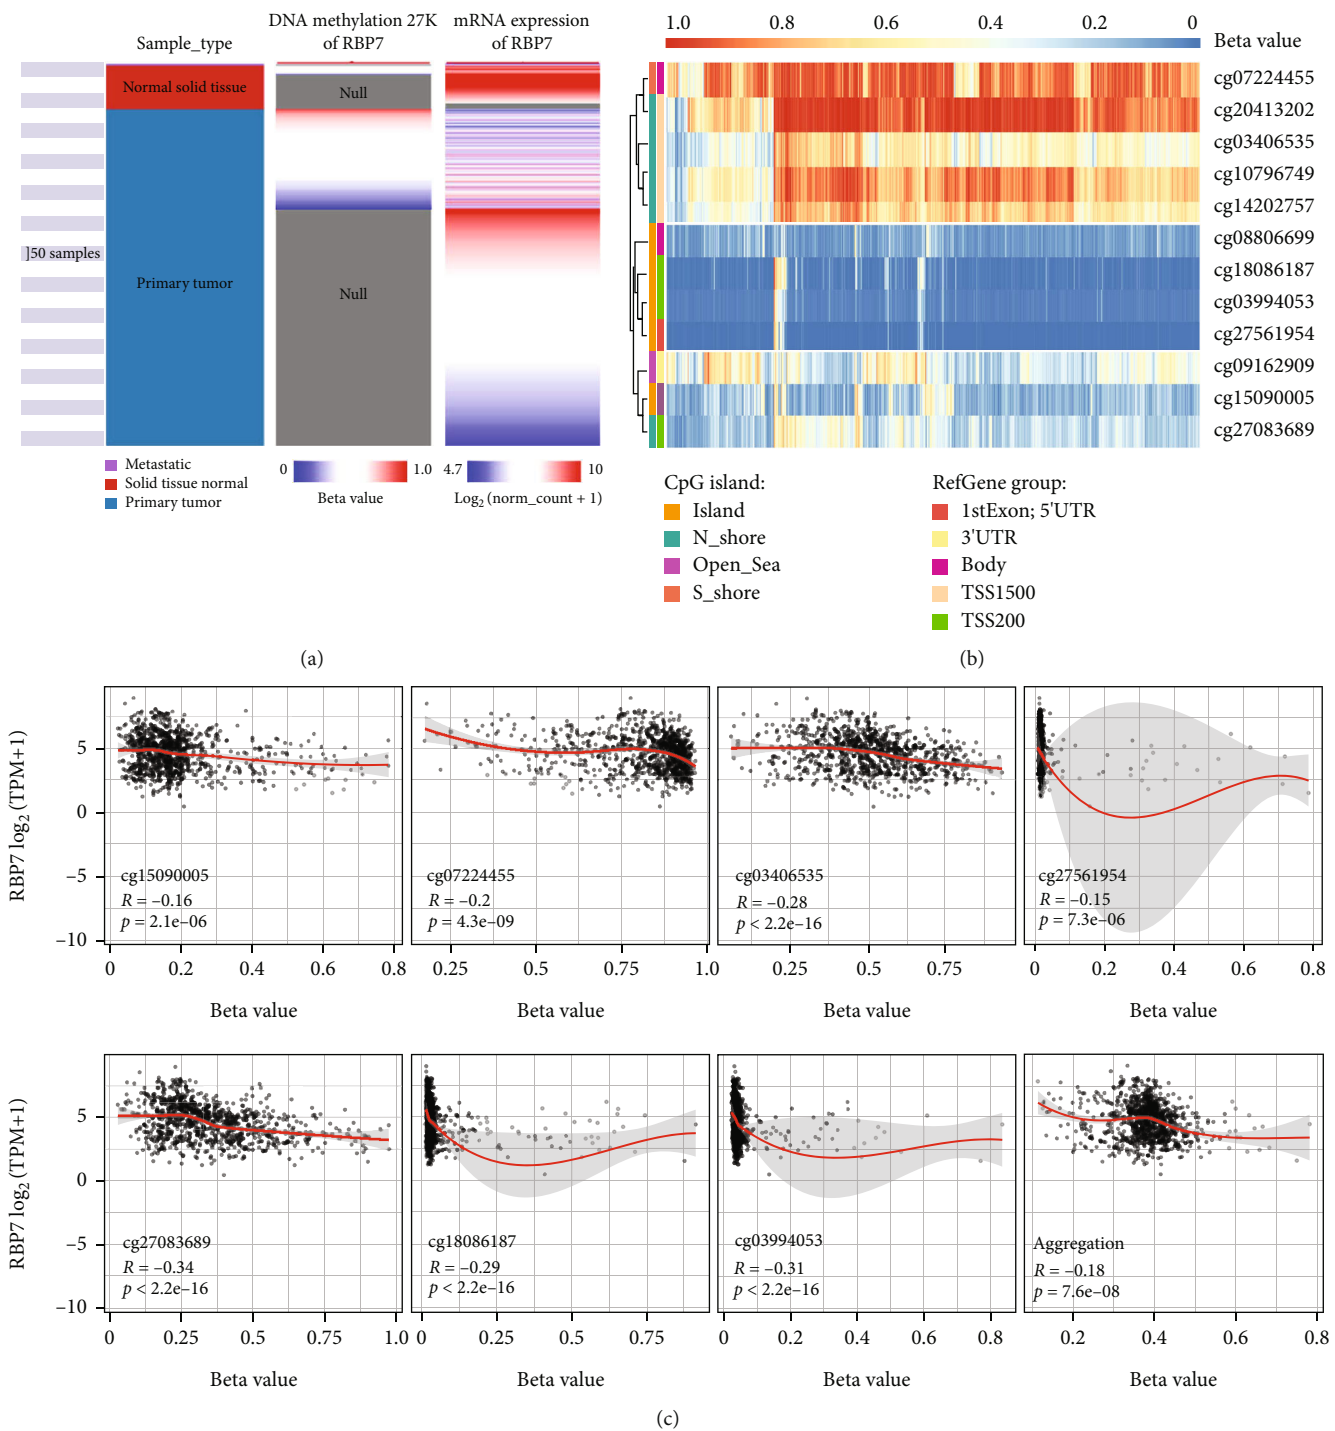 Sample_type
DNA methylation 27K
of RBP7
mRNA expression
of RBP7
Normal solid tissue
Null
]50 samples
Primary tumor
Null
Metastatic
Solid tissue normal
Primary tumor
0 1.0
Beta value
4.7 10
Log2 (norm_count + 1)
(a)
1.0 0.8 0.6 0.4 0.2 0
Beta value
cg07224455
cg20413202
cg03406535
cg10796749
cg14202757
cg08806699
cg18086187
cg03994053
cg27561954
cg09162909
cg15090005
cg27083689
CpG island:
Island
N_shore
Open_Sea
S_shore
RefGene group:
1stExon; 5'UTR
3'UTR
Body
TSS1500
TSS200
(b)
RBP7 log2 (TPM+1)
5
0
−5
−10
cg15090005
R = −0.16
p = 2.1e−06
0 0.2 0.4 0.6 0.8
Beta value
cg07224455
R = −0.2
p = 4.3e−09
0.25 0.5 0.75 1.0
Beta value
cg03406535
R = −0.28
p < 2.2e−16
0.25 0.5 0.75
Beta value
cg27561954
R = −0.15
p = 7.3e−06
0 0.2 0.4 0.6 0.8
Beta value
RBP7 log2 (TPM+1)
5
0
−5
−10
cg27083689
R = −0.34
p < 2.2e−16
0 0.25 0.5 0.75 1.0
Beta value
cg18086187
R = −0.29
p < 2.2e−16
0 0.25 0.5 0.75
Beta value
cg03994053
R = −0.31
p < 2.2e−16
0 0.2 0.4 0.6 0.8
Beta value
Aggregation
R = −0.18
p = 7.6e−08
0.2 0.4 0.6 0.8
Beta value
(c)